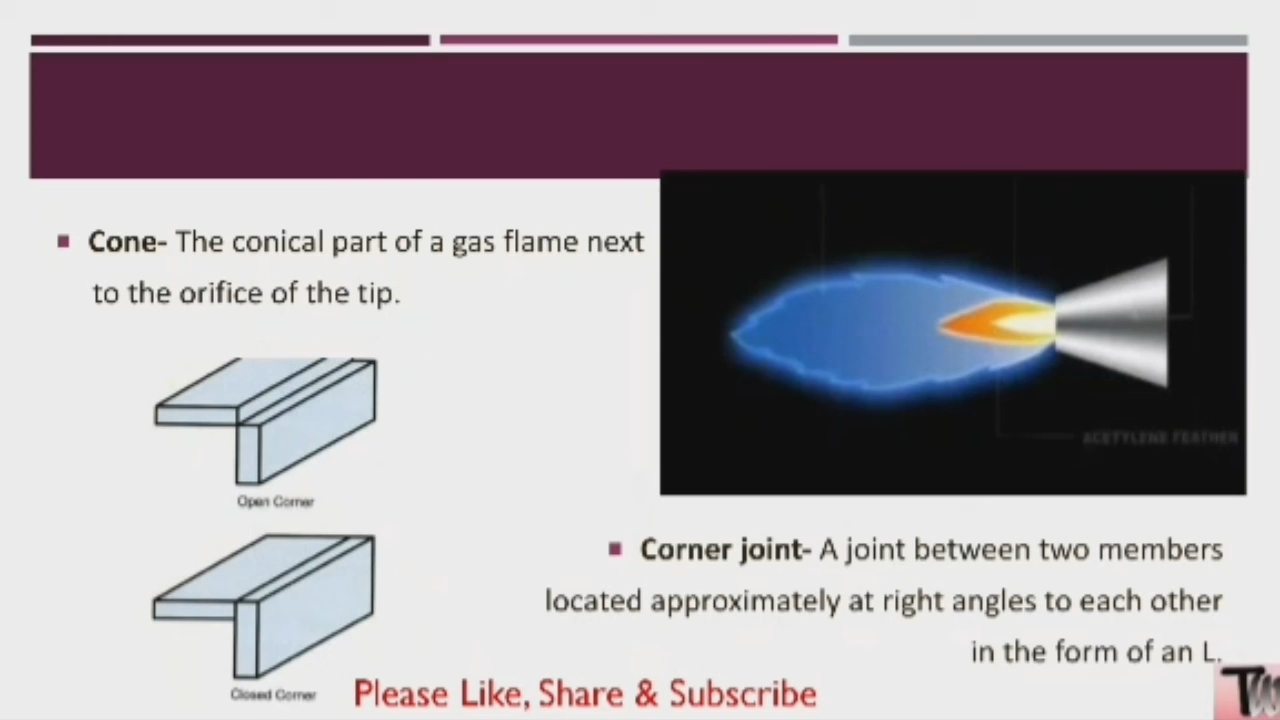 Cone- The conical part of a gas flame next
to the orifice of the tip.
ACETYLENE FEATHER
Open Corner
Corner joint- A joint between two members
located approximately at right angles to each other
in the form of an L.
Closed Corner
Please Like, Share & Subscribe